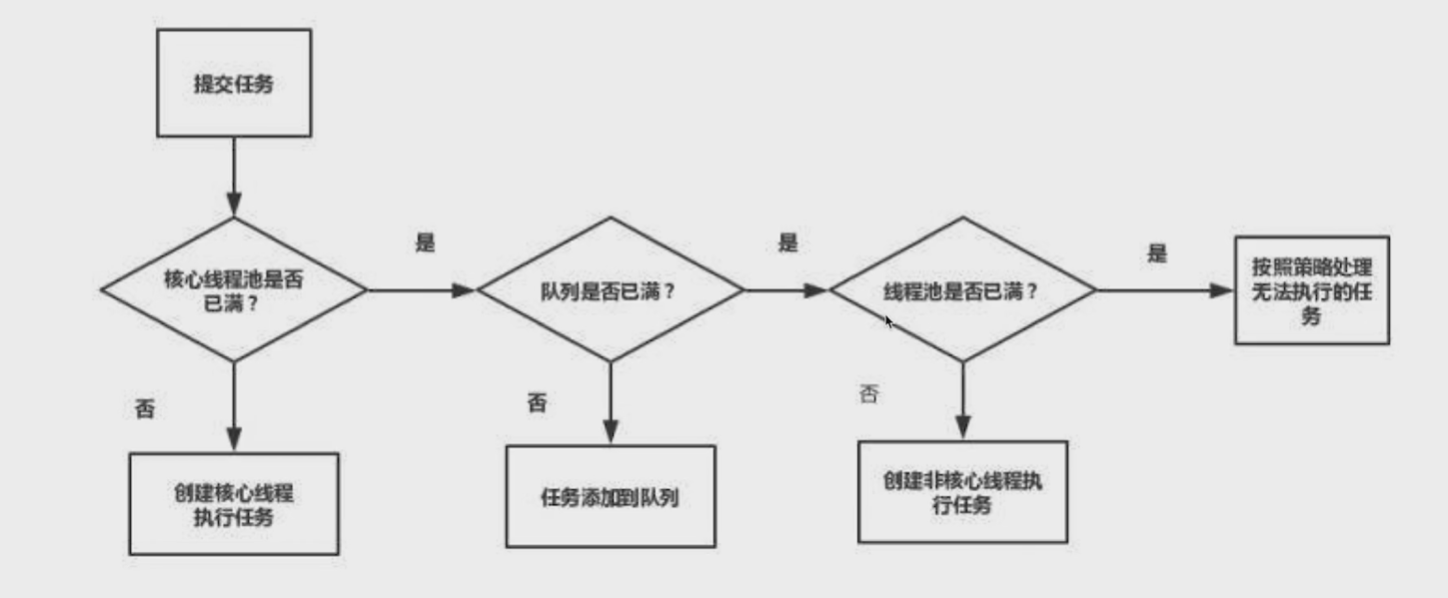 提交任务
核心线程池是否
已满？
是
队列是否已满？
是
线程池是否已满？
是
按照策略处理
无法执行的任
务
否
创建核心线程
执行任务
否
任务添加到队列
否
创建非核心线程执
行任务